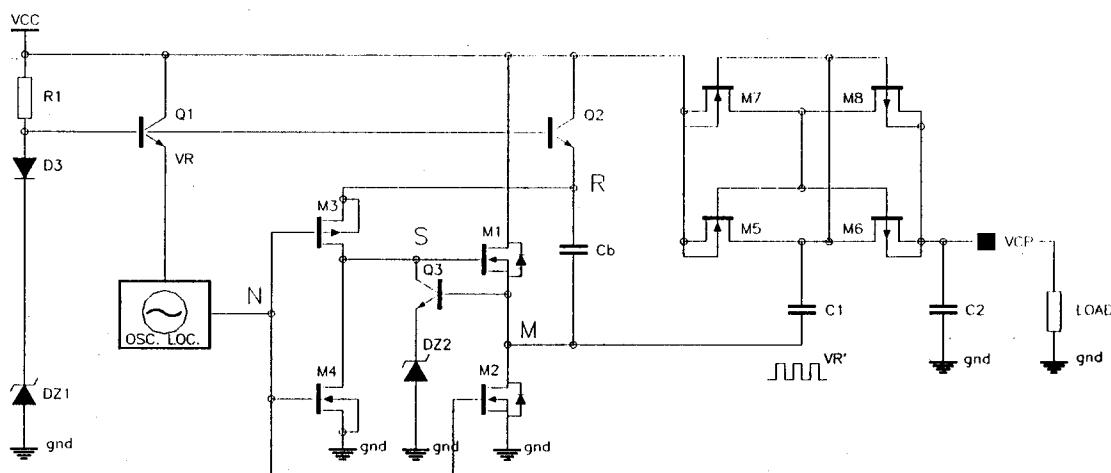 VCC
R1
Q1
Q2
M7
M8
D3
VR
R
M3
S
M1
M5
M6
VCP
Q3
Cb
N
OSC. LOC.
M
C1
C2
LOAD
DZ2
VR'
gnd
gnd
M4
M2
DZ1
gnd
gnd
gnd
gnd